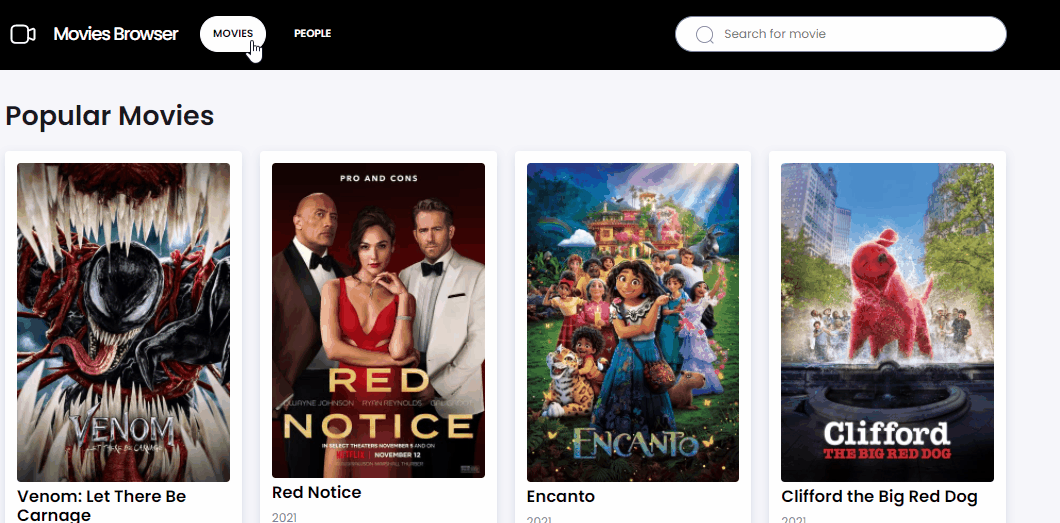 Movies Browser
MOVIES
PEOPLE
Search for movie
Popular Movies
VENOM
LET THERE BE CARNAGE
Venom: Let There Be
Carnage
PRO AND CONS
RED
DWAYNE JOHNSON RYAN REYNOLDS GAL GADOT
NOTICE
IN SELECT THEATERS NOVEMBER 5 AND ON
NETFLIX NOVEMBER 12
Red Notice
2021
ENCANTO
Encanto
2021
Clifford
THE BIG RED DOG
Clifford the Big Red Dog
2021